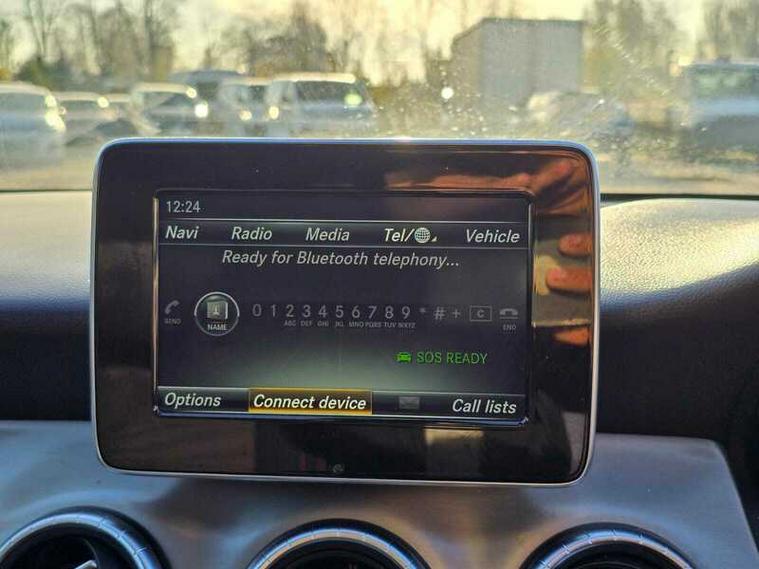 12:24
Navi Radio Media Tel/ Vehicle
Ready for Bluetooth telephony...
0 1 2 3 4 5 6 7 8 9 * # + C
ABC DEF GHI JKL MNO PQRS TUV WXYZ
SEND NAME END
SOS READY
Options Connect device Call lists